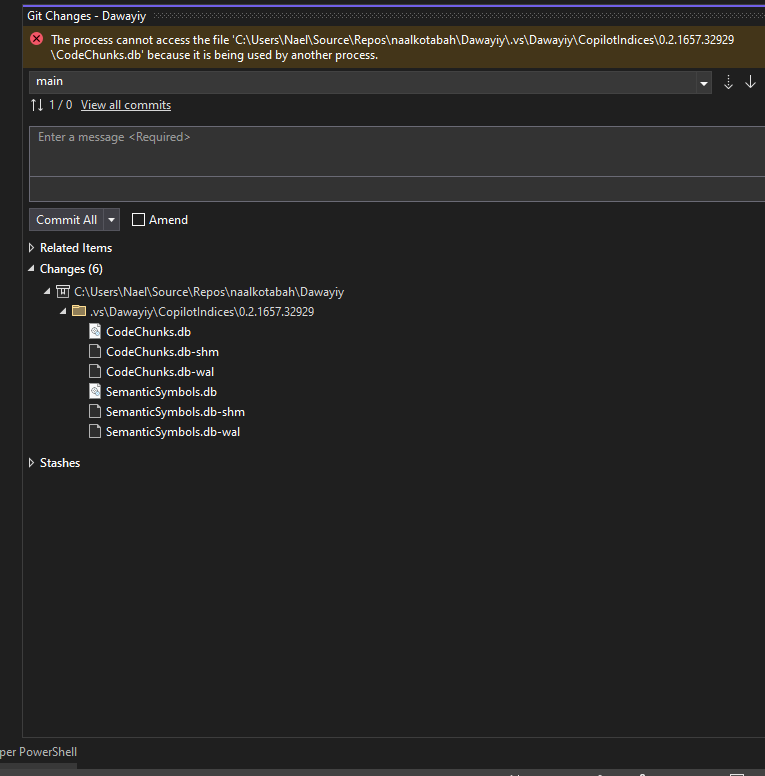 Git Changes - Dawayiy
The process cannot access the file 'C:\Users\Nael\Source\Repos\naalkotabah\Dawayiy\.vs\Dawayiy\CopilotIndices\0.2.1657.32929
\CodeChunks.db' because it is being used by another process.
main
1 / 0 View all commits
Enter a message <Required>
Commit All Amend
Related Items
Changes (6)
C:\Users\Nael\Source\Repos\naalkotabah\Dawayiy
.vs\Dawayiy\CopilotIndices\0.2.1657.32929
CodeChunks.db
CodeChunks.db-shm
CodeChunks.db-wal
SemanticSymbols.db
SemanticSymbols.db-shm
SemanticSymbols.db-wal
Stashes
per PowerShell